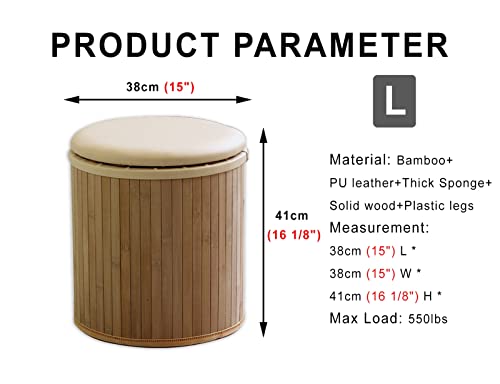 PRODUCT PARAMETER
38cm (15")
L
41cm
(16 1/8")
Material: Bamboo+
PU leather+Thick Sponge+
Solid wood+Plastic legs
Measurement:
38cm (15") L *
38cm (15") W *
41cm (16 1/8") H *
Max Load: 550lbs